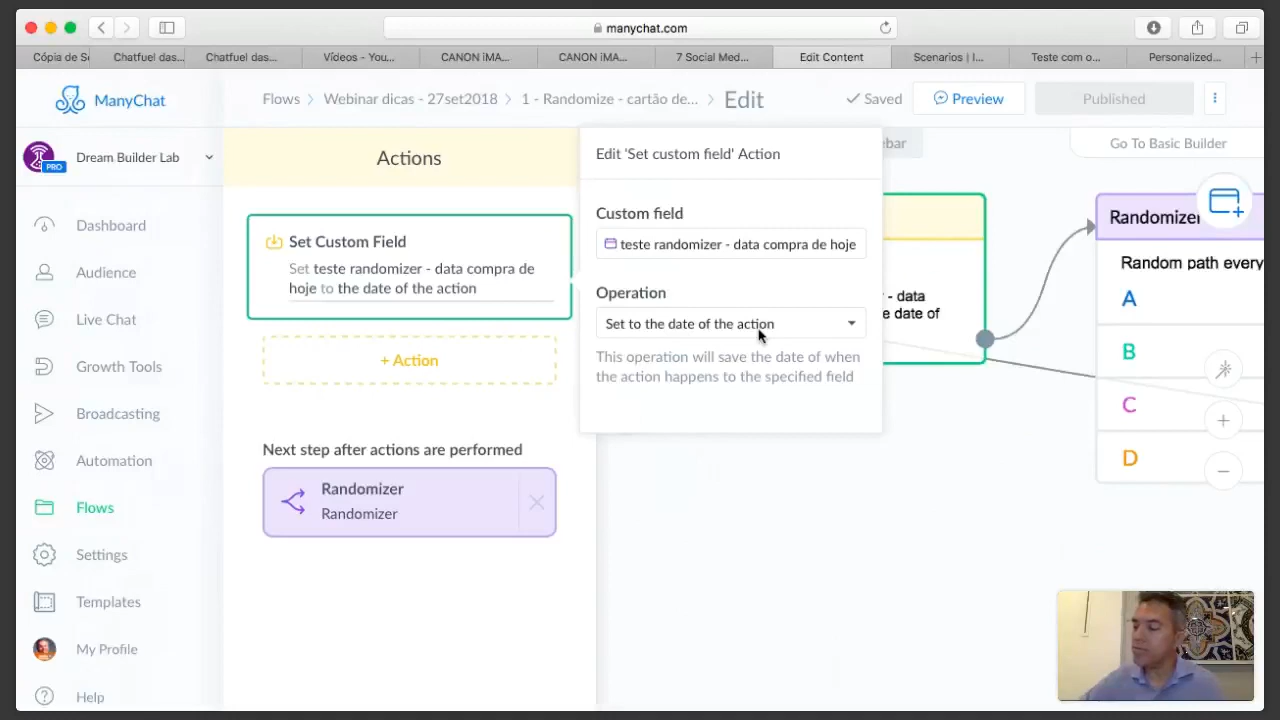 manychat.com
Cópia de Se
Chatfuel das...
Chatfuel das...
Vídeos - You...
CANON iMA...
CANON iMA...
7 Social Med...
Edit Content
Scenarios | I...
Teste com o...
Personalized...
ManyChat
Flows
Webinar dicas - 27set2018
1 - Randomize - cartão de...
Edit
Saved
Preview
Published
Dream Builder Lab
PRO
Actions
Edit 'Set custom field' Action
ebar
Go To Basic Builder
Dashboard
Audience
Live Chat
Growth Tools
Broadcasting
Automation
Flows
Settings
Templates
My Profile
Help
Set Custom Field
Set teste randomizer - data compra de
hoje to the date of the action
+ Action
Next step after actions are performed
Randomizer
Randomizer
Custom field
teste randomizer - data compra de hoje
Operation
Set to the date of the action
This operation will save the date of when
the action happens to the specified field
- data
e date of
Randomizer
Random path every
A
B
C
D